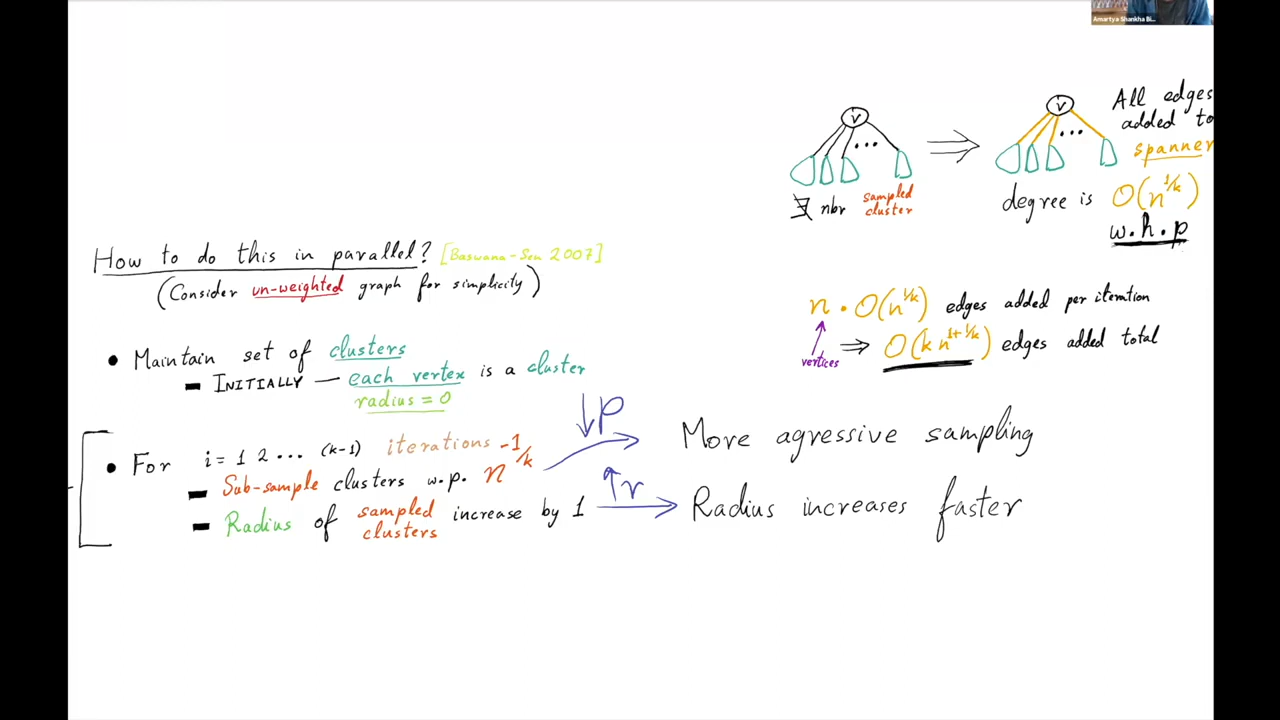 Amartya Shankha Bi...
v
...
∄ nbr sampled cluster
⇒
v
...
All edges
added to
spanner
degree is O(n^{1/k})
w.h.p
How to do this in parallel? [Baswana-Sen 2007]
(Consider un-weighted graph for simplicity)
n · O(n^{1/k}) edges added per iteration
vertices
⇒ O(k n^{1+1/k}) edges added total
• Maintain set of clusters
- INITIALLY — each vertex is a cluster
radius = 0
• For i = 1 2 ... (k-1) iterations
- Sub-sample clusters w.p. n^{-1/k}
- Radius of sampled clusters increase by 1
↓p → More agressive sampling
↑r → Radius increases faster